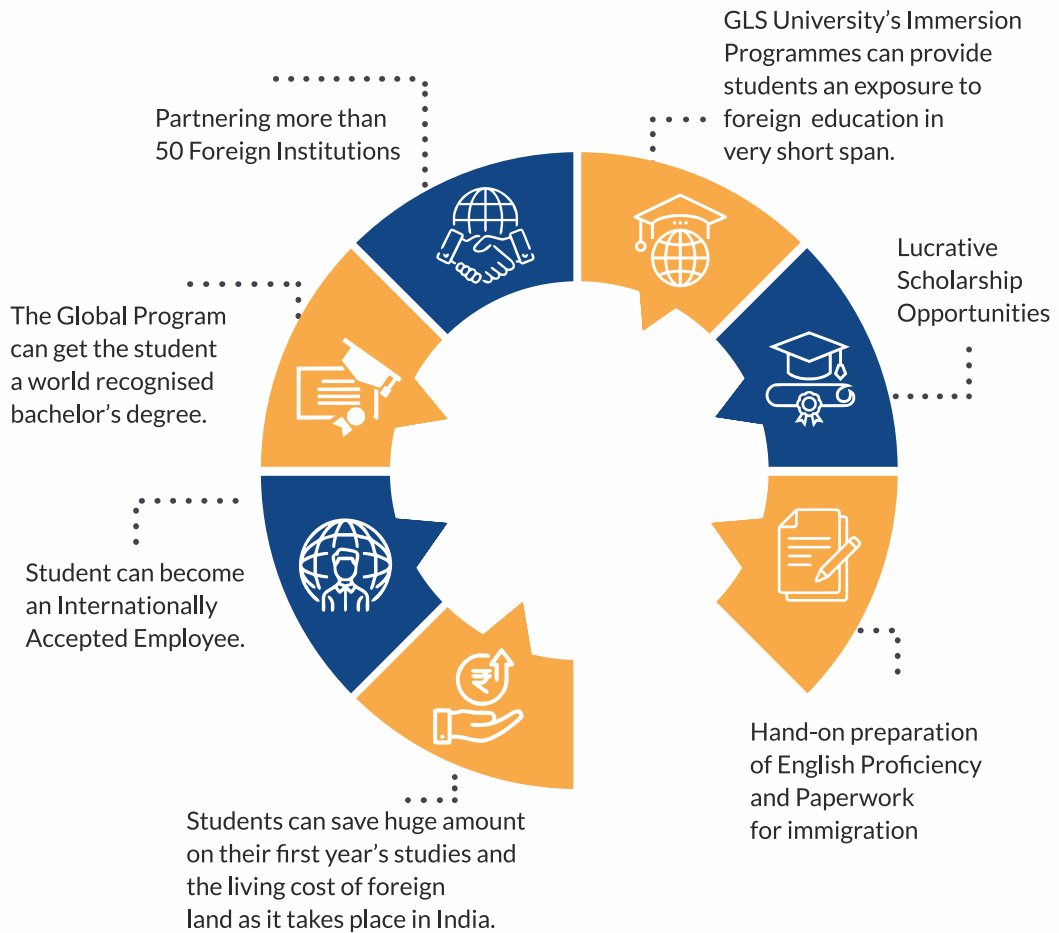 GLS University's Immersion
Programmes can provide
students an exposure to
foreign education in
very short span.
Partnering more than
50 Foreign Institutions
Lucrative
Scholarship
Opportunities
The Global Program
can get the student
a world recognised
bachelor's degree.
Student can become
an Internationally
Accepted Employee.
₹
Hand-on preparation
of English Proficiency
and Paperwork
for immigration
Students can save huge amount
on their first year's studies and
the living cost of foreign
land as it takes place in India.